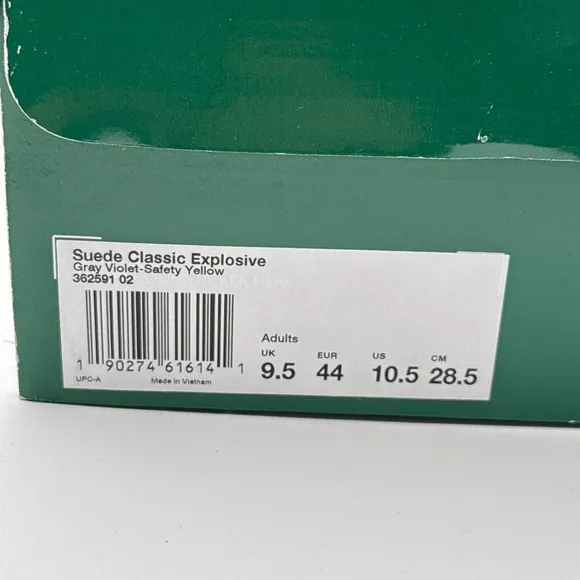 Suede Classic Explosive
Gray Violet-Safety Yellow
362591 02
1 90274 61614 1
UPC-A
Made in Vietnam
Adults
UK EUR US CM
9.5 44 10.5 28.5